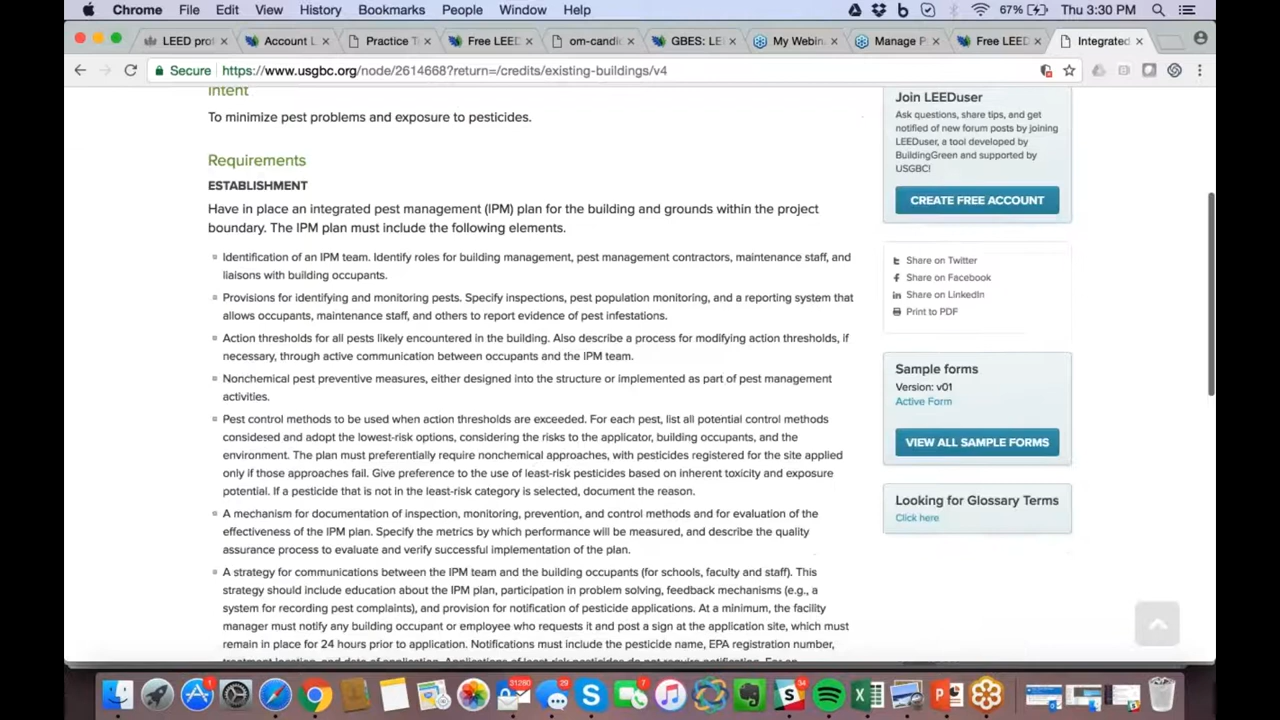 Chrome File Edit View History Bookmarks People Window Help 67% Thu 3:30 PM
LEED pro Account L Practice T Free LEED om-candi GBES: LE My Webin Manage P Free LEED Integrated
Secure https://www.usgbc.org/node/2614668?return=/credits/existing-buildings/v4
Intent
To minimize pest problems and exposure to pesticides.
Requirements
ESTABLISHMENT
Have in place an integrated pest management (IPM) plan for the building and grounds within the project
boundary. The IPM plan must include the following elements.
Identification of an IPM team. Identify roles for building management, pest management contractors, maintenance staff, and
liaisons with building occupants.
Provisions for identifying and monitoring pests. Specify inspections, pest population monitoring, and a reporting system that
allows occupants, maintenance staff, and others to report evidence of pest infestations.
Action thresholds for all pests likely encountered in the building. Also describe a process for modifying action thresholds, if
necessary, through active communication between occupants and the IPM team.
Nonchemical pest preventive measures, either designed into the structure or implemented as part of pest management
activities.
Pest control methods to be used when action thresholds are exceeded. For each pest, list all potential control methods
considesed and adopt the lowest-risk options, considering the risks to the applicator, building occupants, and the
environment. The plan must preferentially require nonchemical approaches, with pesticides registered for the site applied
only if those approaches fail. Give preference to the use of least-risk pesticides based on inherent toxicity and exposure
potential. If a pesticide that is not in the least-risk category is selected, document the reason.
A mechanism for documentation of inspection, monitoring, prevention, and control methods and for evaluation of the
effectiveness of the IPM plan. Specify the metrics by which performance will be measured, and describe the quality
assurance process to evaluate and verify successful implementation of the plan.
A strategy for communications between the IPM team and the building occupants (for schools, faculty and staff). This
strategy should include education about the IPM plan, participation in problem solving, feedback mechanisms (e.g., a
system for recording pest complaints), and provision for notification of pesticide applications. At a minimum, the facility
manager must notify any building occupant or employee who requests it and post a sign at the application site, which must
remain in place for 24 hours prior to application. Notifications must include the pesticide name, EPA registration number,
treatment location, and date of application. Applications of least-risk pesticides do not require notification. For an
Join LEEDuser
Ask questions, share tips, and get
notified of new forum posts by joining
LEEDuser, a tool developed by
BuildingGreen and supported by
USGBC!
CREATE FREE ACCOUNT
Share on Twitter
Share on Facebook
Share on LinkedIn
Print to PDF
Sample forms
Version: v01
Active Form
VIEW ALL SAMPLE FORMS
Looking for Glossary Terms
Click here